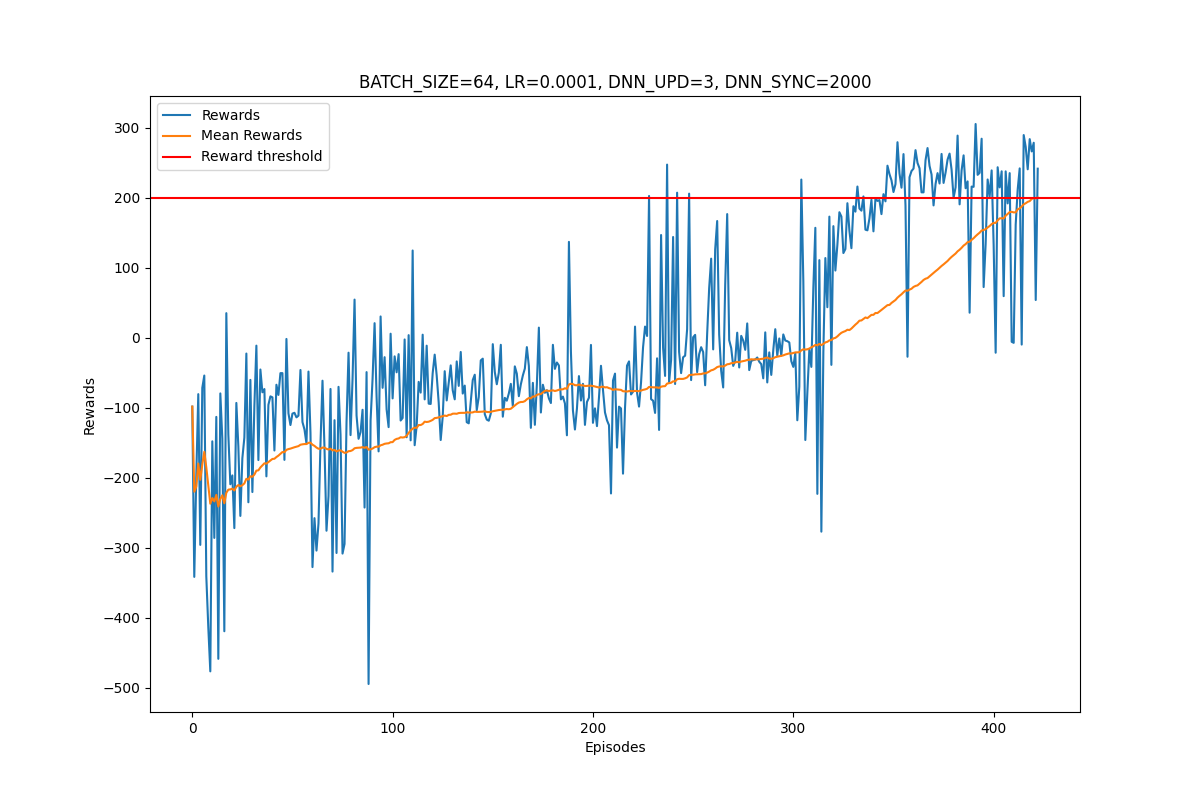 BATCH_SIZE=64, LR=0.0001, DNN_UPD=3, DNN_SYNC=2000
Rewards
Mean Rewards
Reward threshold
300
200
100
0
−100
−200
−300
−400
−500
Rewards
0 100 200 300 400
Episodes